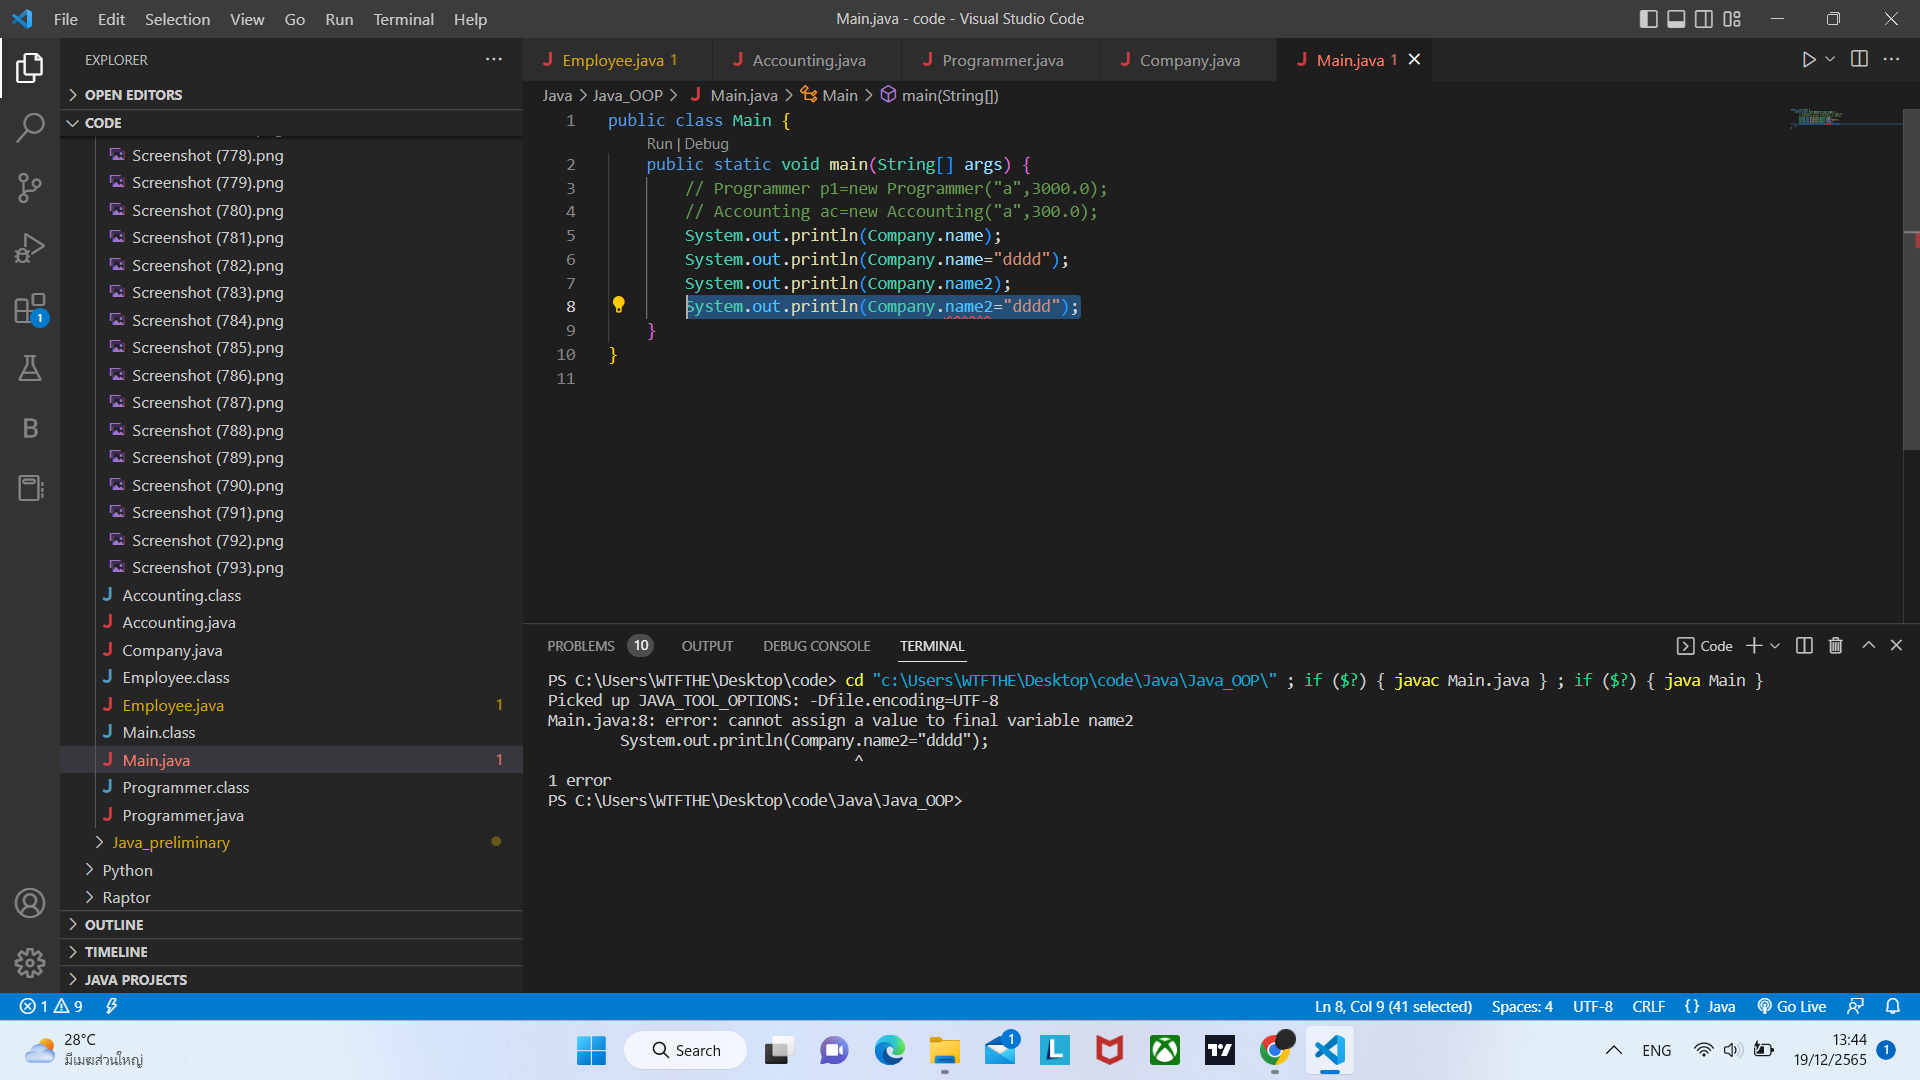 File Edit Selection View Go Run Terminal Help
Main.java - code - Visual Studio Code
EXPLORER
OPEN EDITORS
CODE
Screenshot (778).png
Screenshot (779).png
Screenshot (780).png
Screenshot (781).png
Screenshot (782).png
Screenshot (783).png
Screenshot (784).png
Screenshot (785).png
Screenshot (786).png
Screenshot (787).png
Screenshot (788).png
Screenshot (789).png
Screenshot (790).png
Screenshot (791).png
Screenshot (792).png
Screenshot (793).png
Accounting.class
Accounting.java
Company.java
Employee.class
Employee.java 1
Main.class
Main.java 1
Programmer.class
Programmer.java
Java_preliminary
Python
Raptor
OUTLINE
TIMELINE
JAVA PROJECTS
1
B
Employee.java 1 Accounting.java Programmer.java Company.java Main.java 1
Java > Java_OOP > Main.java > Main > main(String[])
1 public class Main {
Run | Debug
2 public static void main(String[] args) {
3 // Programmer p1=new Programmer("a",3000.0);
4 // Accounting ac=new Accounting("a",300.0);
5 System.out.println(Company.name);
6 System.out.println(Company.name="dddd");
7 System.out.println(Company.name2);
8 System.out.println(Company.name2="dddd");
9 }
10 }
11
PROBLEMS 10 OUTPUT DEBUG CONSOLE TERMINAL
Code
PS C:\Users\WTFTHE\Desktop\code> cd "c:\Users\WTFTHE\Desktop\code\Java\Java_OOP\" ; if ($?) { javac Main.java } ; if ($?) { java Main }
Picked up JAVA_TOOL_OPTIONS: -Dfile.encoding=UTF-8
Main.java:8: error: cannot assign a value to final variable name2
System.out.println(Company.name2="dddd");
^
1 error
PS C:\Users\WTFTHE\Desktop\code\Java\Java_OOP>
1 9
Ln 8, Col 9 (41 selected) Spaces: 4 UTF-8 CRLF {} Java Go Live
28°C
มีเมฆส่วนใหญ่
Search
1
L
ENG
13:44
19/12/2565
1